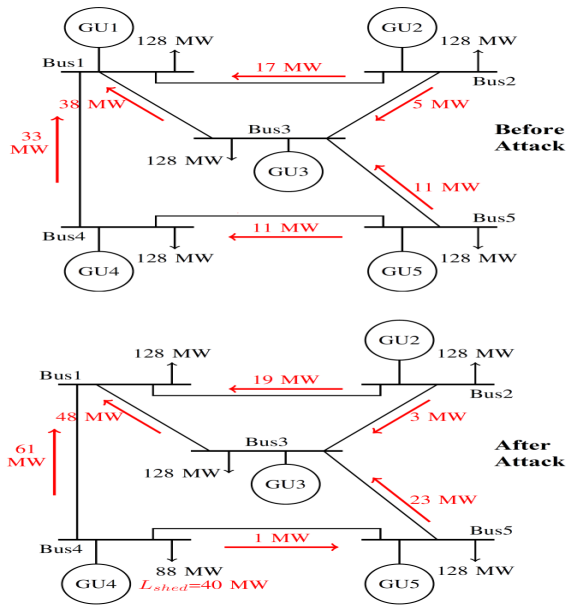 GU1
GU2
128 MW
128 MW
Bus1
17 MW
Bus2
38 MW
5 MW
33
MW
Bus3
Before
Attack
128 MW
GU3
11 MW
Bus4
11 MW
Bus5
GU4
128 MW
GU5
128 MW
GU2
128 MW
128 MW
Bus1
19 MW
Bus2
48 MW
3 MW
61
MW
Bus3
After
Attack
128 MW
GU3
23 MW
Bus4
1 MW
Bus5
GU4
88 MW
L_shed=40 MW
GU5
128 MW